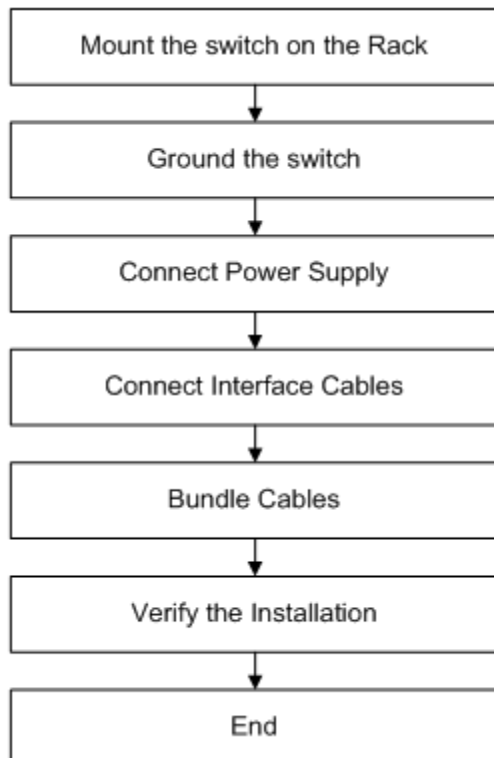 Mount the switch on the Rack
Ground the switch
Connect Power Supply
Connect Interface Cables
Bundle Cables
Verify the Installation
End